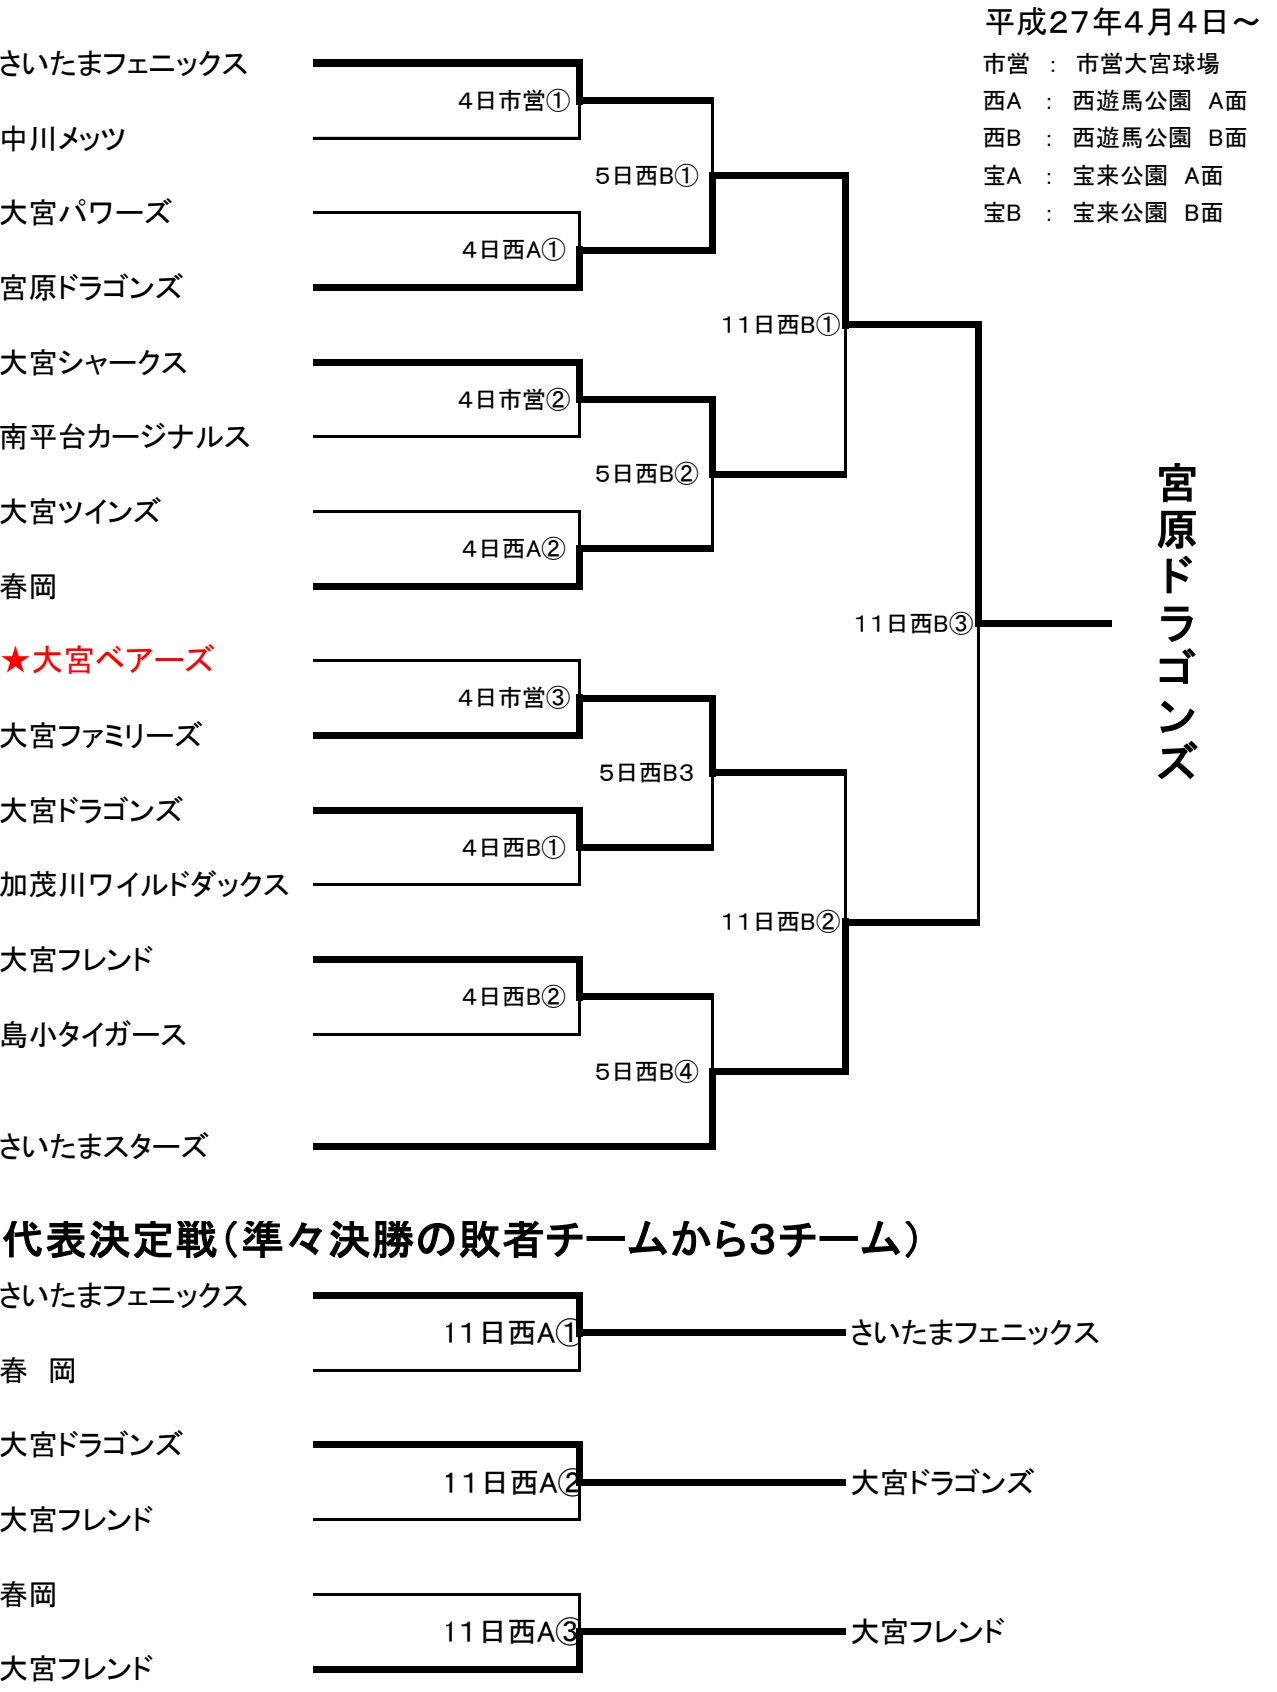 平成27年4月4日～
市営 ： 市営大宮球場
西A ： 西遊馬公園 A面
西B ： 西遊馬公園 B面
宝A ： 宝来公園 A面
宝B ： 宝来公園 B面
さいたまフェニックス
4日市営①
中川メッツ
5日西B①
大宮パワーズ
4日西A①
宮原ドラゴンズ
11日西B①
大宮シャークス
4日市営②
南平台カージナルス
5日西B②
大宮ツインズ
4日西A②
春岡
11日西B③
宮原ドラゴンズ
★大宮ベアーズ
4日市営③
大宮ファミリーズ
5日西B3
大宮ドラゴンズ
4日西B①
加茂川ワイルドダックス
11日西B②
大宮フレンド
4日西B②
島小タイガース
5日西B④
さいたまスターズ
代表決定戦（準々決勝の敗者チームから3チーム）
さいたまフェニックス
11日西A①
さいたまフェニックス
春 岡
大宮ドラゴンズ
11日西A②
大宮ドラゴンズ
大宮フレンド
春岡
11日西A③
大宮フレンド
大宮フレンド